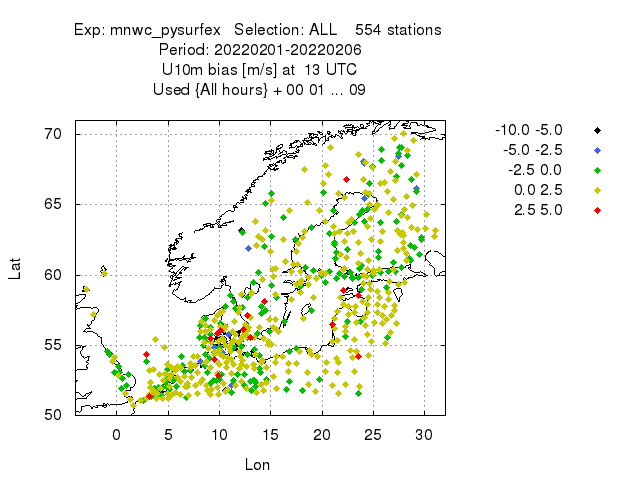 Exp: mnwc_pysurfex   Selection: ALL    554 stations
Period: 20220201-20220206
U10m bias [m/s] at  13 UTC
Used {All hours} + 00 01 ... 09
-10.0 -5.0
-5.0 -2.5
-2.5 0.0
0.0 2.5
2.5 5.0
70
65
60
55
50
Lat
0 5 10 15 20 25 30
Lon